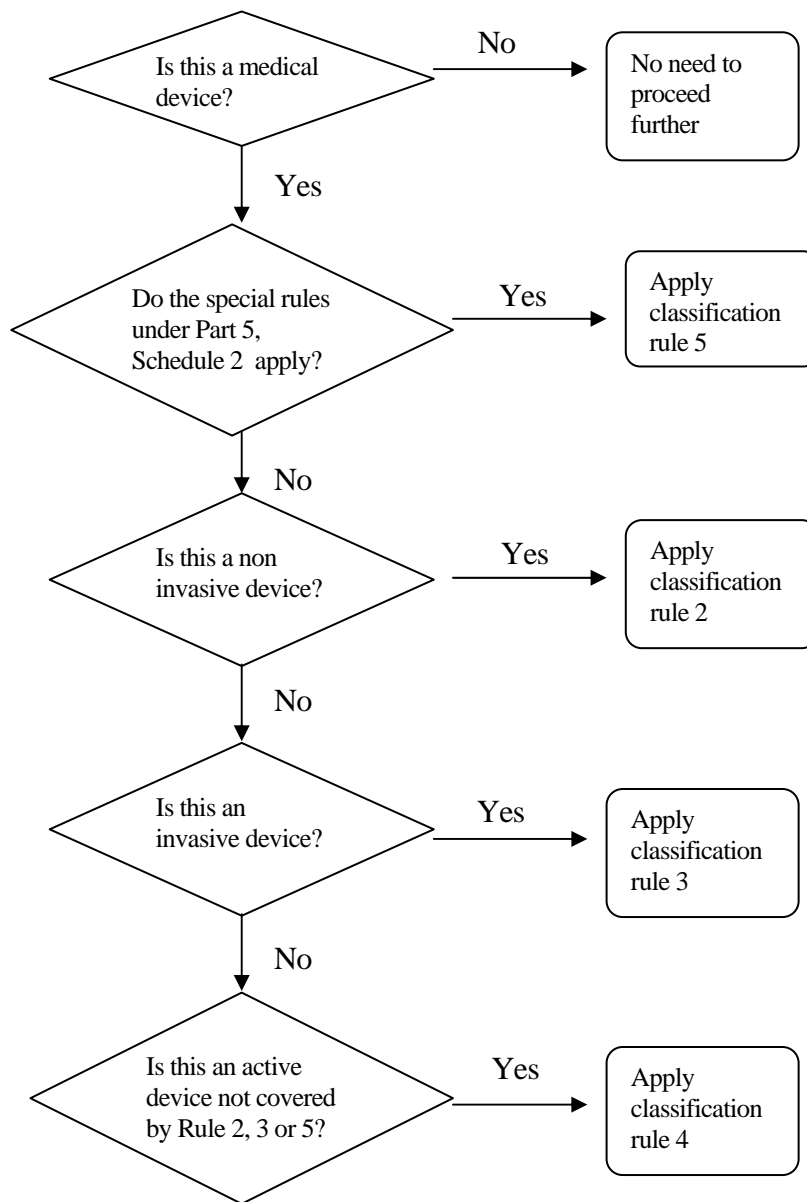 Is this a medical
device?
No
No need to
proceed
further
Yes
Do the special rules
under Part 5,
Schedule 2 apply?
Yes
Apply
classification
rule 5
No
Is this a non
invasive device?
Yes
Apply
classification
rule 2
No
Is this an
invasive device?
Yes
Apply
classification
rule 3
No
Is this an active
device not covered
by Rule 2, 3 or 5?
Yes
Apply
classification
rule 4